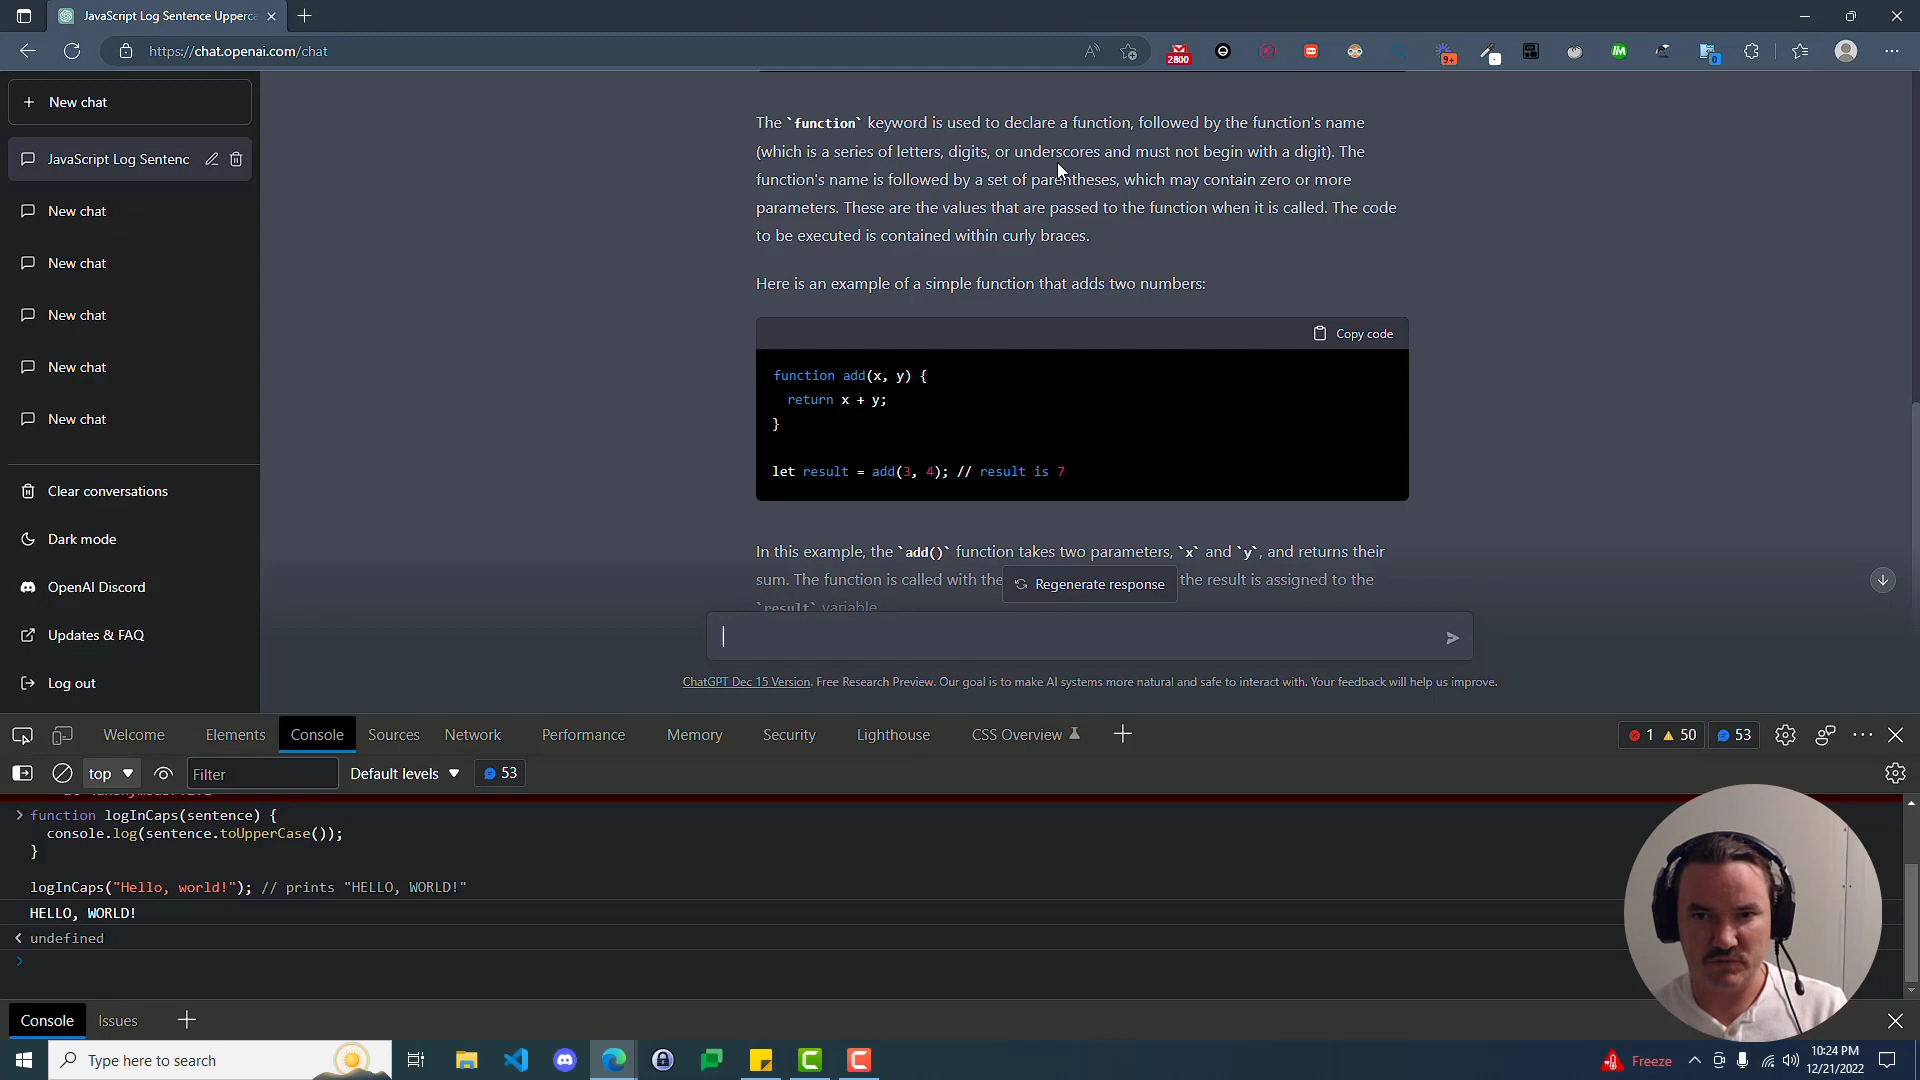 JavaScript Log Sentence Upperca
https://chat.openai.com/chat
2800
9+
0
New chat
JavaScript Log Sentenc
New chat
New chat
New chat
New chat
New chat
Clear conversations
Dark mode
OpenAI Discord
Updates & FAQ
Log out
The `function` keyword is used to declare a function, followed by the function's name
(which is a series of letters, digits, or underscores and must not begin with a digit). The
function's name is followed by a set of parentheses, which may contain zero or more
parameters. These are the values that are passed to the function when it is called. The code
to be executed is contained within curly braces.
Here is an example of a simple function that adds two numbers:
Copy code
function add(x, y) {
return x + y;
}
let result = add(3, 4); // result is 7
In this example, the `add()` function takes two parameters, `x` and `y`, and returns their
sum. The function is called with the
the result is assigned to the
`result` variable
Regenerate response
ChatGPT Dec 15 Version. Free Research Preview. Our goal is to make AI systems more natural and safe to interact with. Your feedback will help us improve.
Welcome Elements Console Sources Network Performance Memory Security Lighthouse CSS Overview
1 50 53
top Filter Default levels 53
function logInCaps(sentence) {
console.log(sentence.toUpperCase());
}
logInCaps("Hello, world!"); // prints "HELLO, WORLD!"
HELLO, WORLD!
undefined
Console Issues
Type here to search
Freeze
10:24 PM
12/21/2022